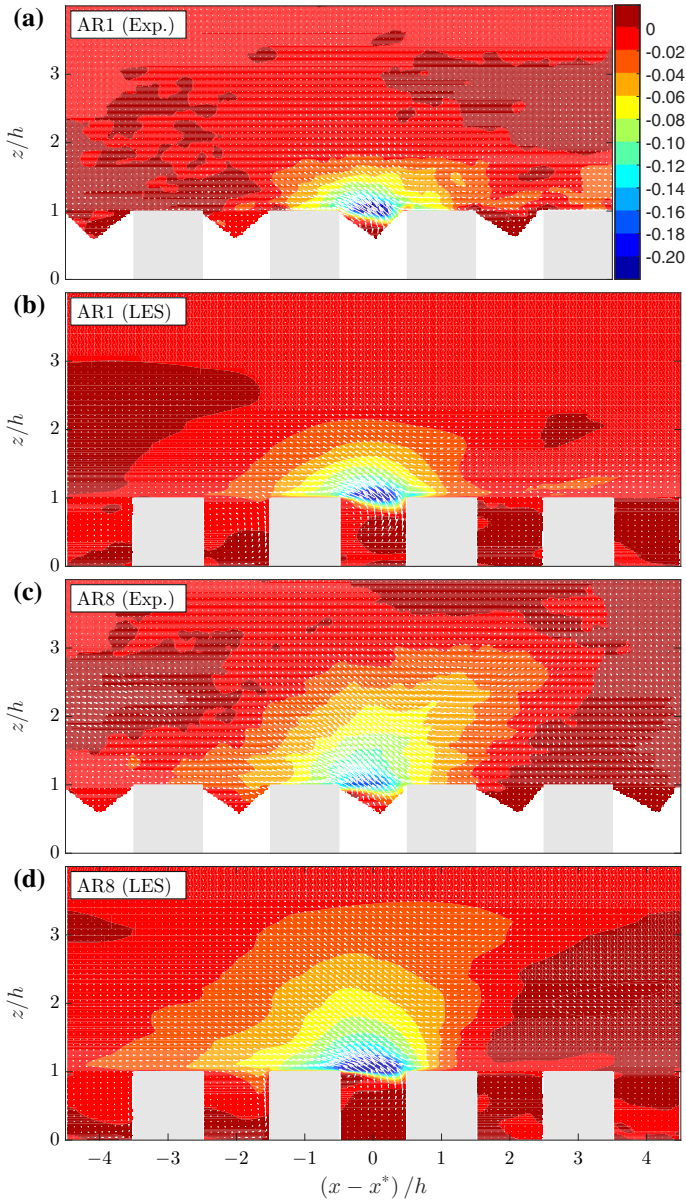 (a) AR1 (Exp.)
z/h
3
2
1
0
0
-0.02
-0.04
-0.06
-0.08
-0.10
-0.12
-0.14
-0.16
-0.18
-0.20
(b) AR1 (LES)
z/h
3
2
1
0
(c) AR8 (Exp.)
z/h
3
2
1
0
(d) AR8 (LES)
z/h
3
2
1
0
−4 −3 −2 −1 0 1 2 3 4
(x − x*) /h